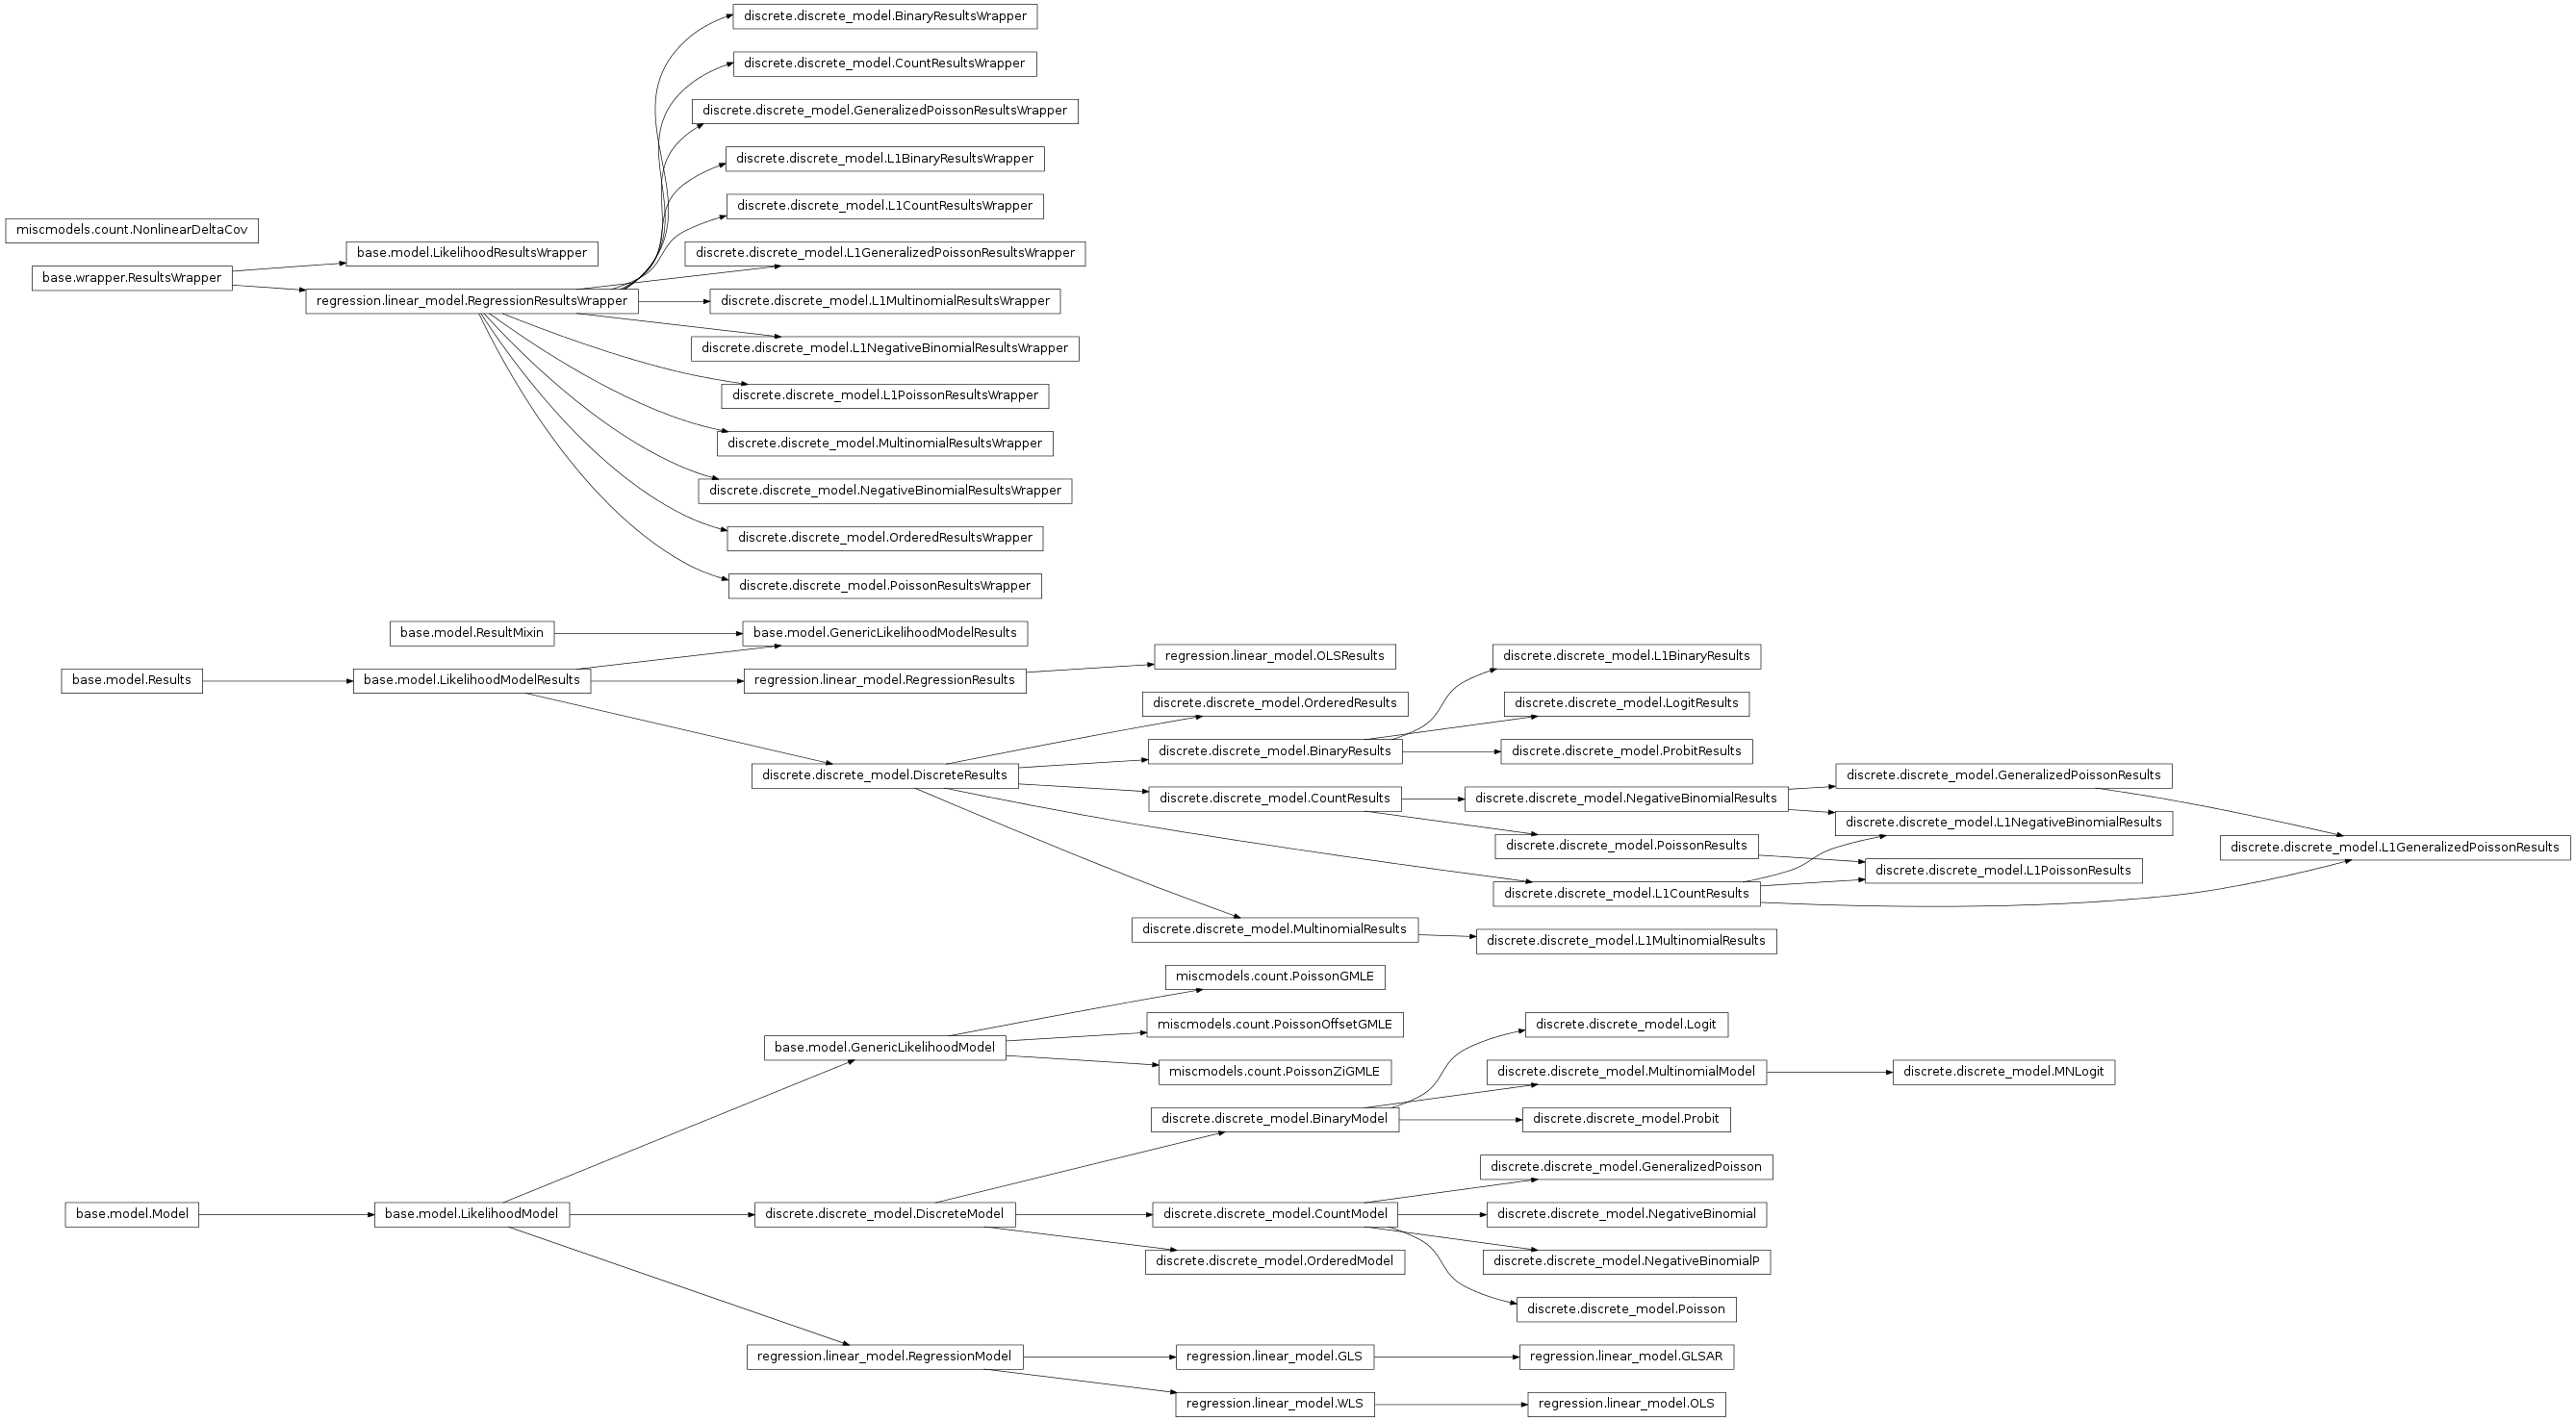 discrete.discrete_model.BinaryResultsWrapper
discrete.discrete_model.CountResultsWrapper
discrete.discrete_model.GeneralizedPoissonResultsWrapper
discrete.discrete_model.L1BinaryResultsWrapper
discrete.discrete_model.L1CountResultsWrapper
miscmodels.count.NonlinearDeltaCov
base.model.LikelihoodResultsWrapper
discrete.discrete_model.L1GeneralizedPoissonResultsWrapper
base.wrapper.ResultsWrapper
regression.linear_model.RegressionResultsWrapper
discrete.discrete_model.L1MultinomialResultsWrapper
discrete.discrete_model.L1NegativeBinomialResultsWrapper
discrete.discrete_model.L1PoissonResultsWrapper
discrete.discrete_model.MultinomialResultsWrapper
discrete.discrete_model.NegativeBinomialResultsWrapper
discrete.discrete_model.OrderedResultsWrapper
discrete.discrete_model.PoissonResultsWrapper
base.model.ResultMixin
base.model.GenericLikelihoodModelResults
regression.linear_model.OLSResults
discrete.discrete_model.L1BinaryResults
base.model.Results
base.model.LikelihoodModelResults
regression.linear_model.RegressionResults
discrete.discrete_model.OrderedResults
discrete.discrete_model.LogitResults
discrete.discrete_model.BinaryResults
discrete.discrete_model.ProbitResults
discrete.discrete_model.DiscreteResults
discrete.discrete_model.GeneralizedPoissonResults
discrete.discrete_model.CountResults
discrete.discrete_model.NegativeBinomialResults
discrete.discrete_model.L1NegativeBinomialResults
discrete.discrete_model.PoissonResults
discrete.discrete_model.L1GeneralizedPoissonResults
discrete.discrete_model.L1PoissonResults
discrete.discrete_model.L1CountResults
discrete.discrete_model.MultinomialResults
discrete.discrete_model.L1MultinomialResults
miscmodels.count.PoissonGMLE
miscmodels.count.PoissonOffsetGMLE
discrete.discrete_model.Logit
base.model.GenericLikelihoodModel
miscmodels.count.PoissonZiGMLE
discrete.discrete_model.MultinomialModel
discrete.discrete_model.MNLogit
discrete.discrete_model.BinaryModel
discrete.discrete_model.Probit
discrete.discrete_model.GeneralizedPoisson
base.model.Model
base.model.LikelihoodModel
discrete.discrete_model.DiscreteModel
discrete.discrete_model.CountModel
discrete.discrete_model.NegativeBinomial
discrete.discrete_model.OrderedModel
discrete.discrete_model.NegativeBinomialP
discrete.discrete_model.Poisson
regression.linear_model.RegressionModel
regression.linear_model.GLS
regression.linear_model.GLSAR
regression.linear_model.WLS
regression.linear_model.OLS